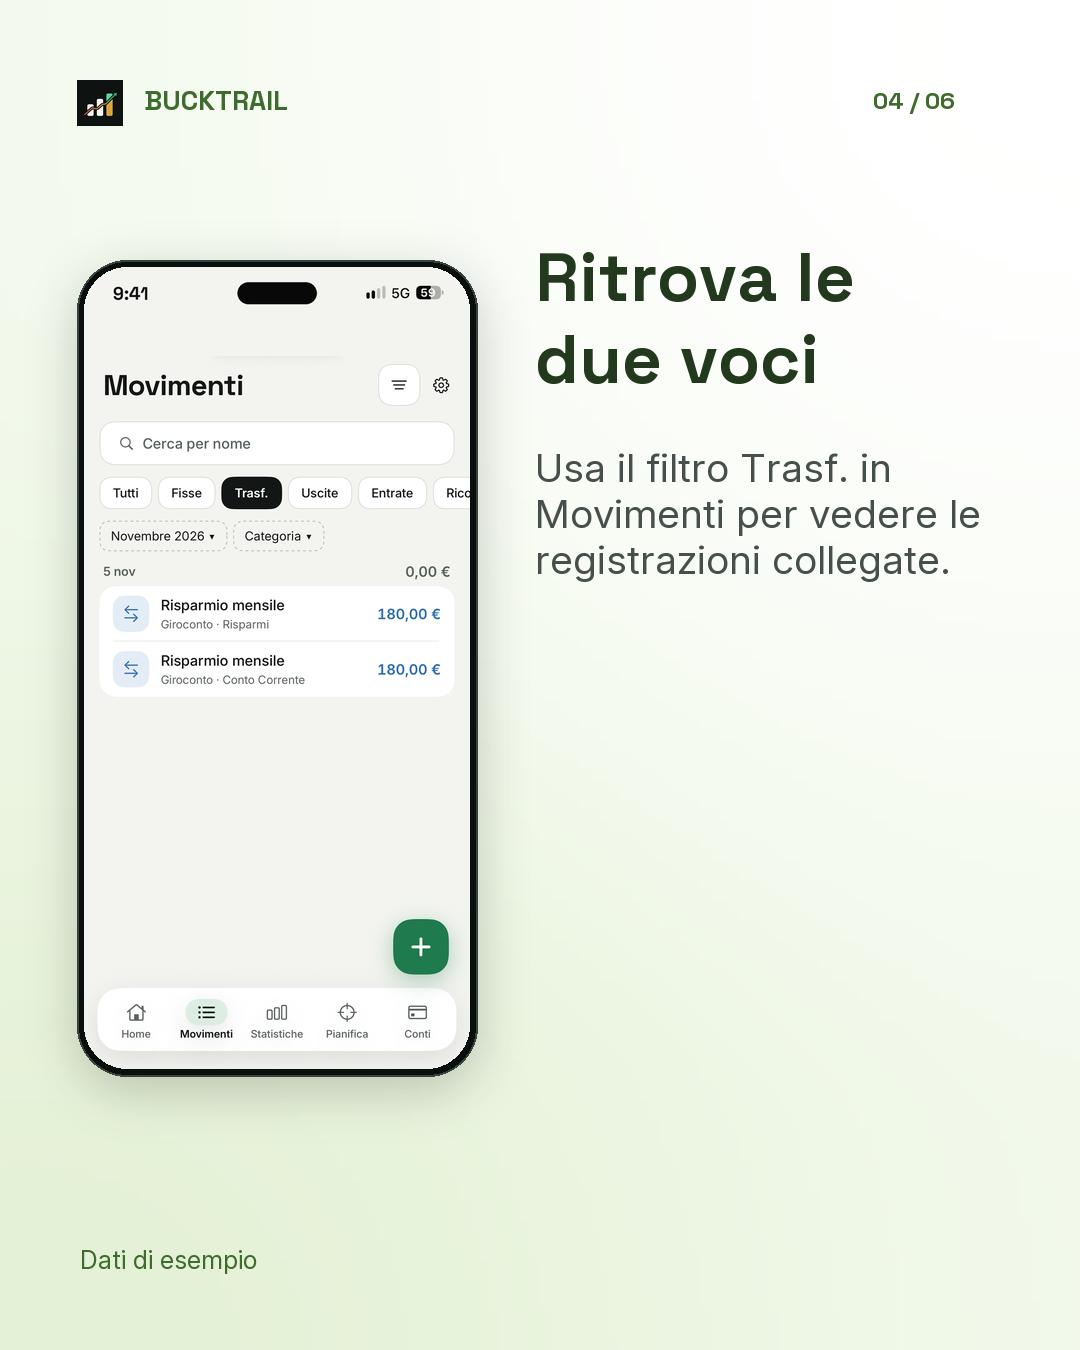 BUCKTRAIL
04 / 06
Ritrova le
due voci
Usa il filtro Trasf. in
Movimenti per vedere le
registrazioni collegate.
9:41
5G 59
Movimenti
Cerca per nome
Tutti Fisse Trasf. Uscite Entrate Rico
Novembre 2026 ▾ Categoria ▾
5 nov 0,00 €
Risparmio mensile 180,00 €
Giroconto · Risparmi
Risparmio mensile 180,00 €
Giroconto · Conto Corrente
Home Movimenti Statistiche Pianifica Conti
Dati di esempio